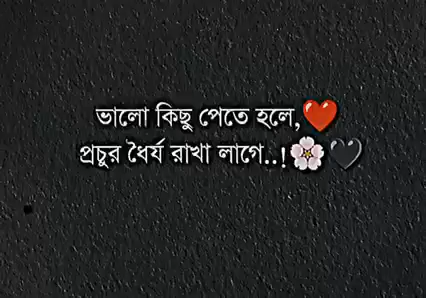 ভালো কিছু পেতে হলে,❤️
প্রচুর ধৈর্য রাখা লাগে..!🌸🖤